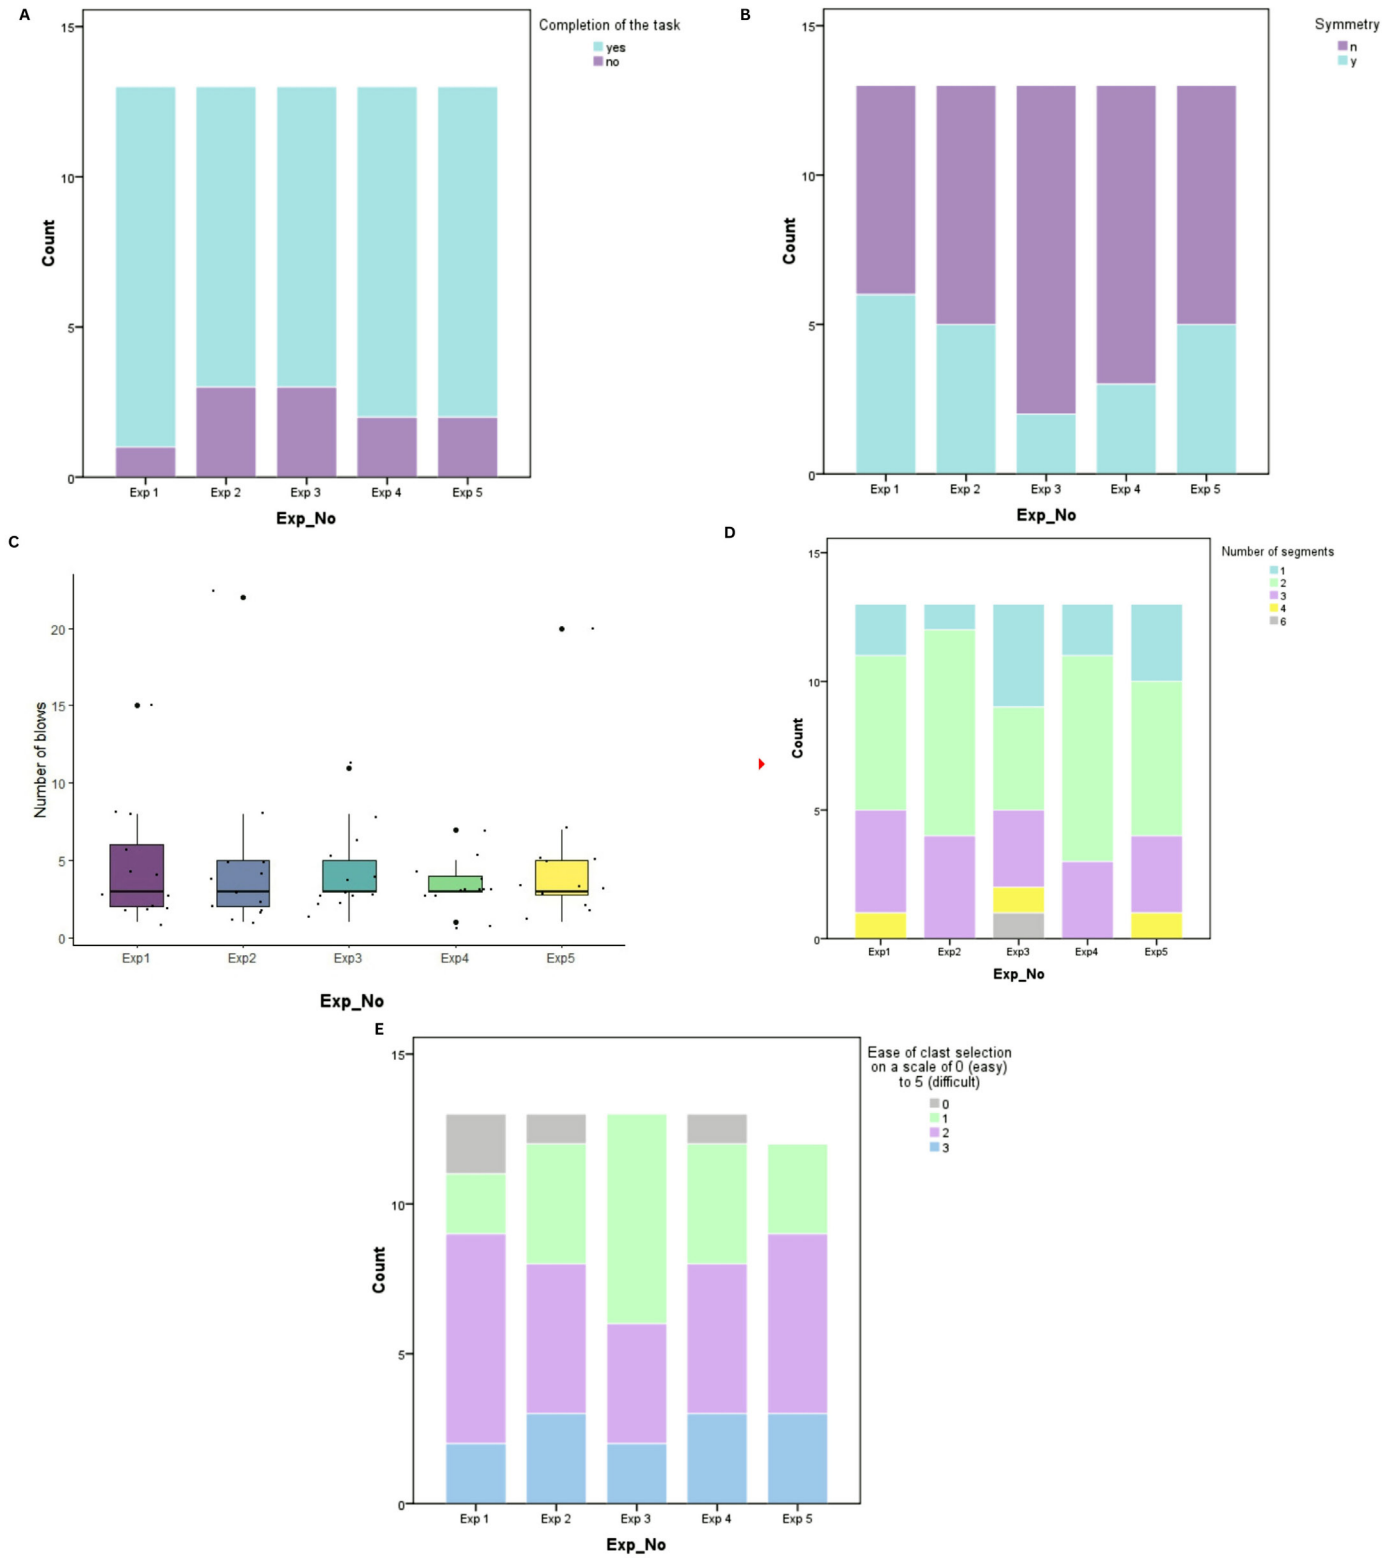 A
Completion of the task
yes
no
15
10
5
0
Count
Exp 1
Exp 2
Exp 3
Exp 4
Exp 5
Exp_No
B
Symmetry
n
y
15
10
5
0
Count
Exp 1
Exp 2
Exp 3
Exp 4
Exp 5
Exp_No
C
20
15
10
5
0
Number of blows
Exp1
Exp2
Exp3
Exp4
Exp5
Exp_No
D
Number of segments
1
2
3
4
6
15
10
5
0
Count
Exp1
Exp2
Exp3
Exp4
Exp5
Exp_No
E
Ease of clast selection
on a scale of 0 (easy)
to 5 (difficult)
0
1
2
3
15
10
5
0
Count
Exp 1
Exp 2
Exp 3
Exp 4
Exp 5
Exp_No